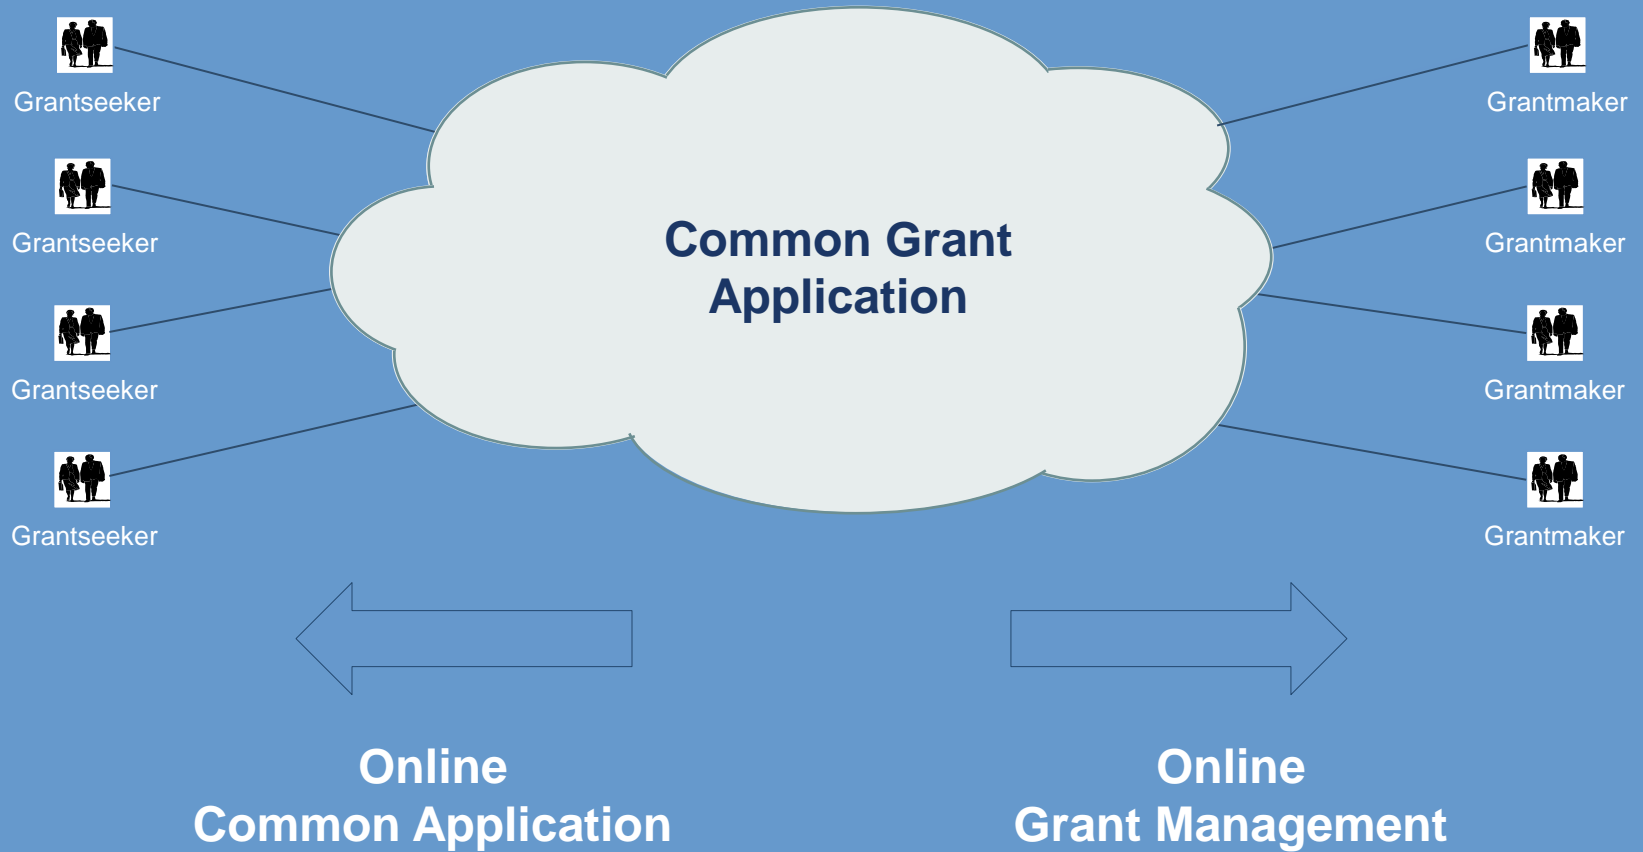 Grantseeker
Grantmaker
Grantseeker
Grantmaker
Common Grant
Application
Grantseeker
Grantmaker
Grantseeker
Grantmaker
Online
Common Application
Online
Grant Management